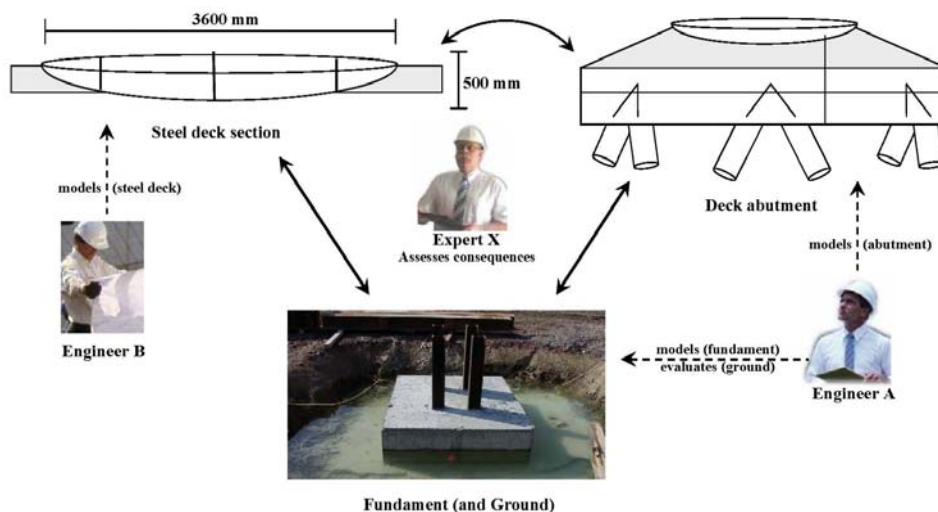 3600 mm
500 mm
Steel deck section
models (steel deck)
Expert X
Assesses consequences
Deck abutment
models (abutment)
Engineer B
models (fundament)
evaluates (ground)
Engineer A
Fundament (and Ground)